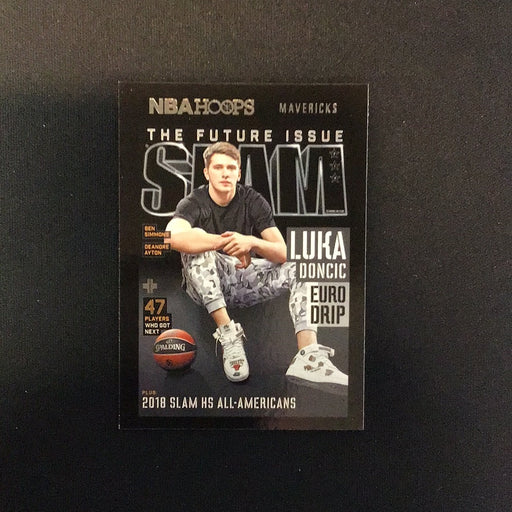 NBA HOOPS
MAVERICKS
THE FUTURE ISSUE
SLAM
BEN
SIMMONS
DEANDRE
AYTON
LUKA
DONCIC
EURO
DRIP
+
47
PLAYERS
WHO GOT
NEXT
SPALDING
PLUS
2018 SLAM HS ALL-AMERICANS